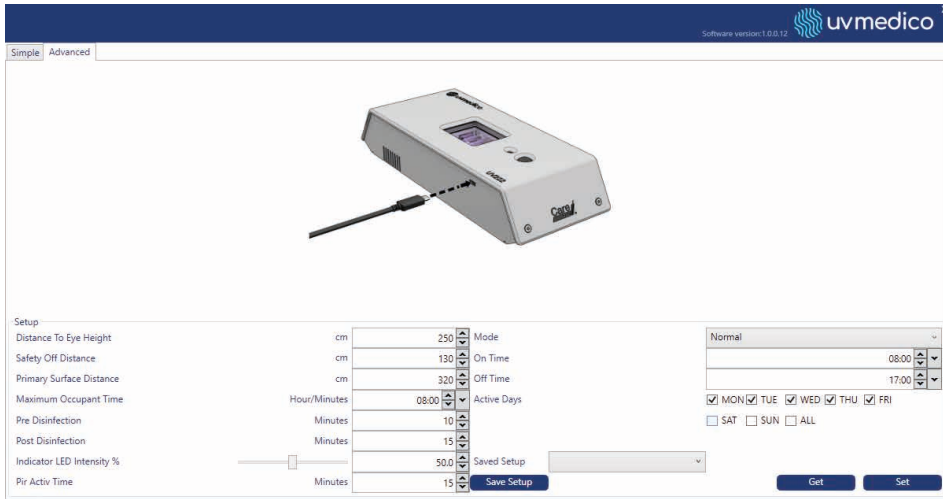 uvmedico
Software version:1.0.0.12
Simple Advanced
uvmedico
UV222
Care
Setup
Distance To Eye Height cm 250 Mode Normal
Safety Off Distance cm 130 On Time 08:00
Primary Surface Distance cm 320 Off Time 17:00
Maximum Occupant Time Hour/Minutes 08:00 Active Days MON TUE WED THU FRI
Pre Disinfection Minutes 10 SAT SUN ALL
Post Disinfection Minutes 15
Indicator LED Intensity % 50.0 Saved Setup
Pir Activ Time Minutes 15 Save Setup Get Set